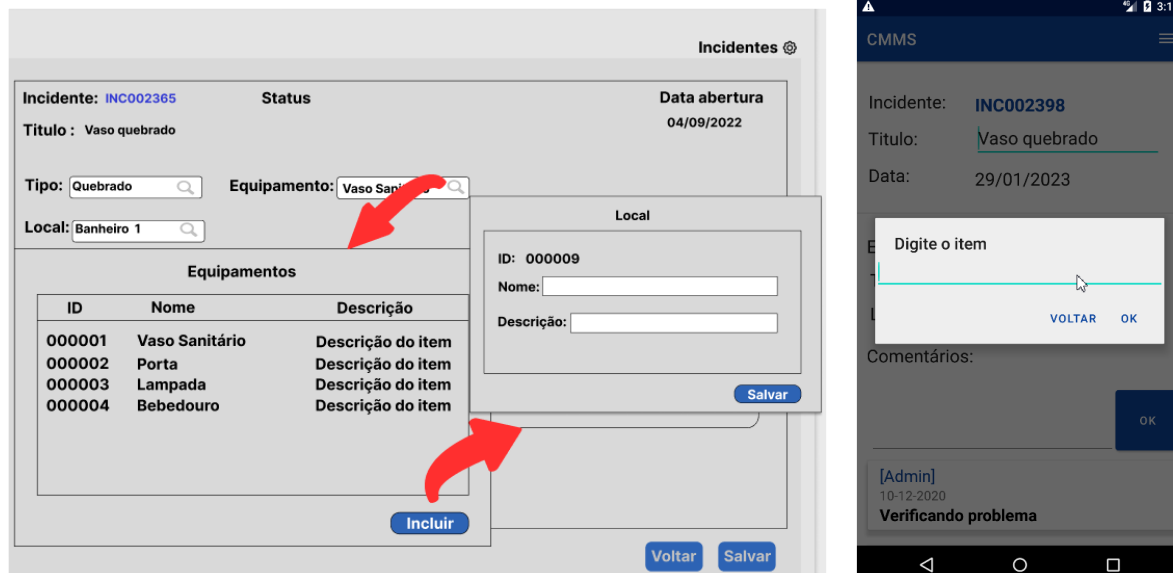 Incidentes
Incidente: INC002365 Status Data abertura
04/09/2022
Titulo : Vaso quebrado
Tipo: Quebrado Equipamento: Vaso
Local: Banheiro 1
Equipamentos
ID Nome Descrição
000001 Vaso Sanitário Descrição do item
000002 Porta Descrição do item
000003 Lampada Descrição do item
000004 Bebedouro Descrição do item
Incluir
Local
ID: 000009
Nome:
Descrição:
Salvar
Voltar Salvar
4G
CMMS
Incidente: INC002398
Titulo: Vaso quebrado
Data: 29/01/2023
Digite o item
VOLTAR OK
Comentários:
OK
[Admin]
10-12-2020
Verificando problema